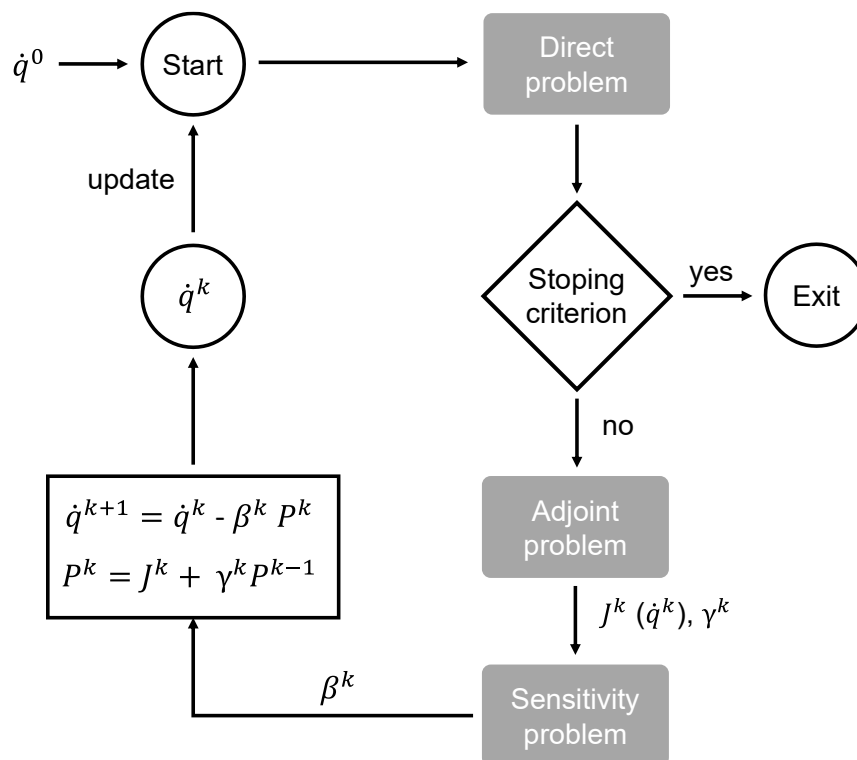 q̇⁰
Start
Direct
problem
update
q̇ᵏ
Stoping
criterion
yes
Exit
no
q̇ᵏ⁺¹ = q̇ᵏ - βᵏ Pᵏ
Pᵏ = Jᵏ + γᵏPᵏ⁻¹
Adjoint
problem
Jᵏ (q̇ᵏ), γᵏ
βᵏ
Sensitivity
problem